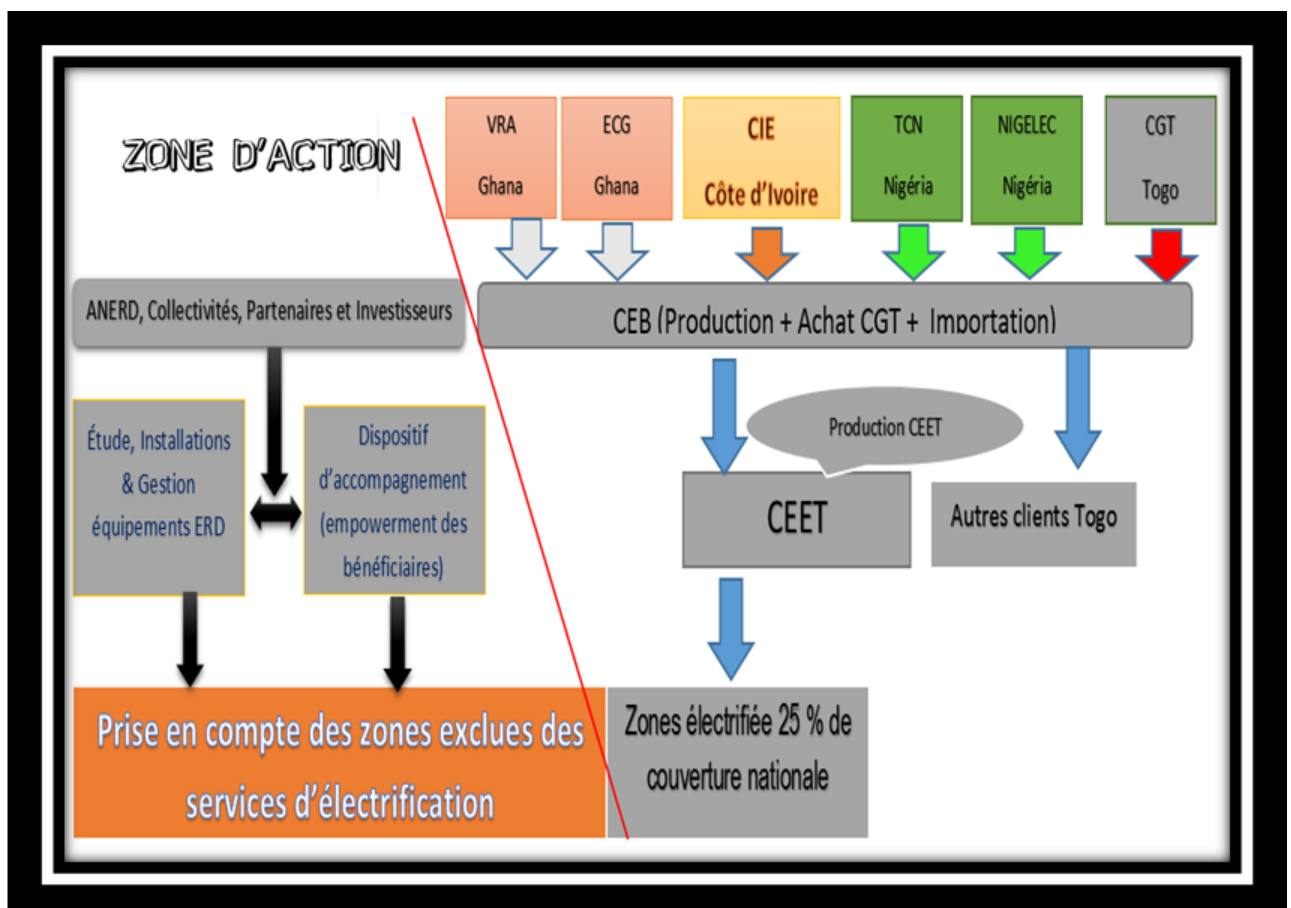 ZONE D'ACTION
VRA
Ghana
ECG
Ghana
CIE
Côte d'Ivoire
TCN
Nigéria
NIGELEC
Nigéria
CGT
Togo
ANERD, Collectivités, Partenaires et Investisseurs
CEB (Production + Achat CGT + Importation)
Étude, Installations
& Gestion
équipements ERD
Dispositif
d'accompagnement
(empowerment des
bénéficiaires)
Production CEET
CEET
Autres clients Togo
Prise en compte des zones exclues des
services d'électrification
Zones électrifiée 25 % de
couverture nationale